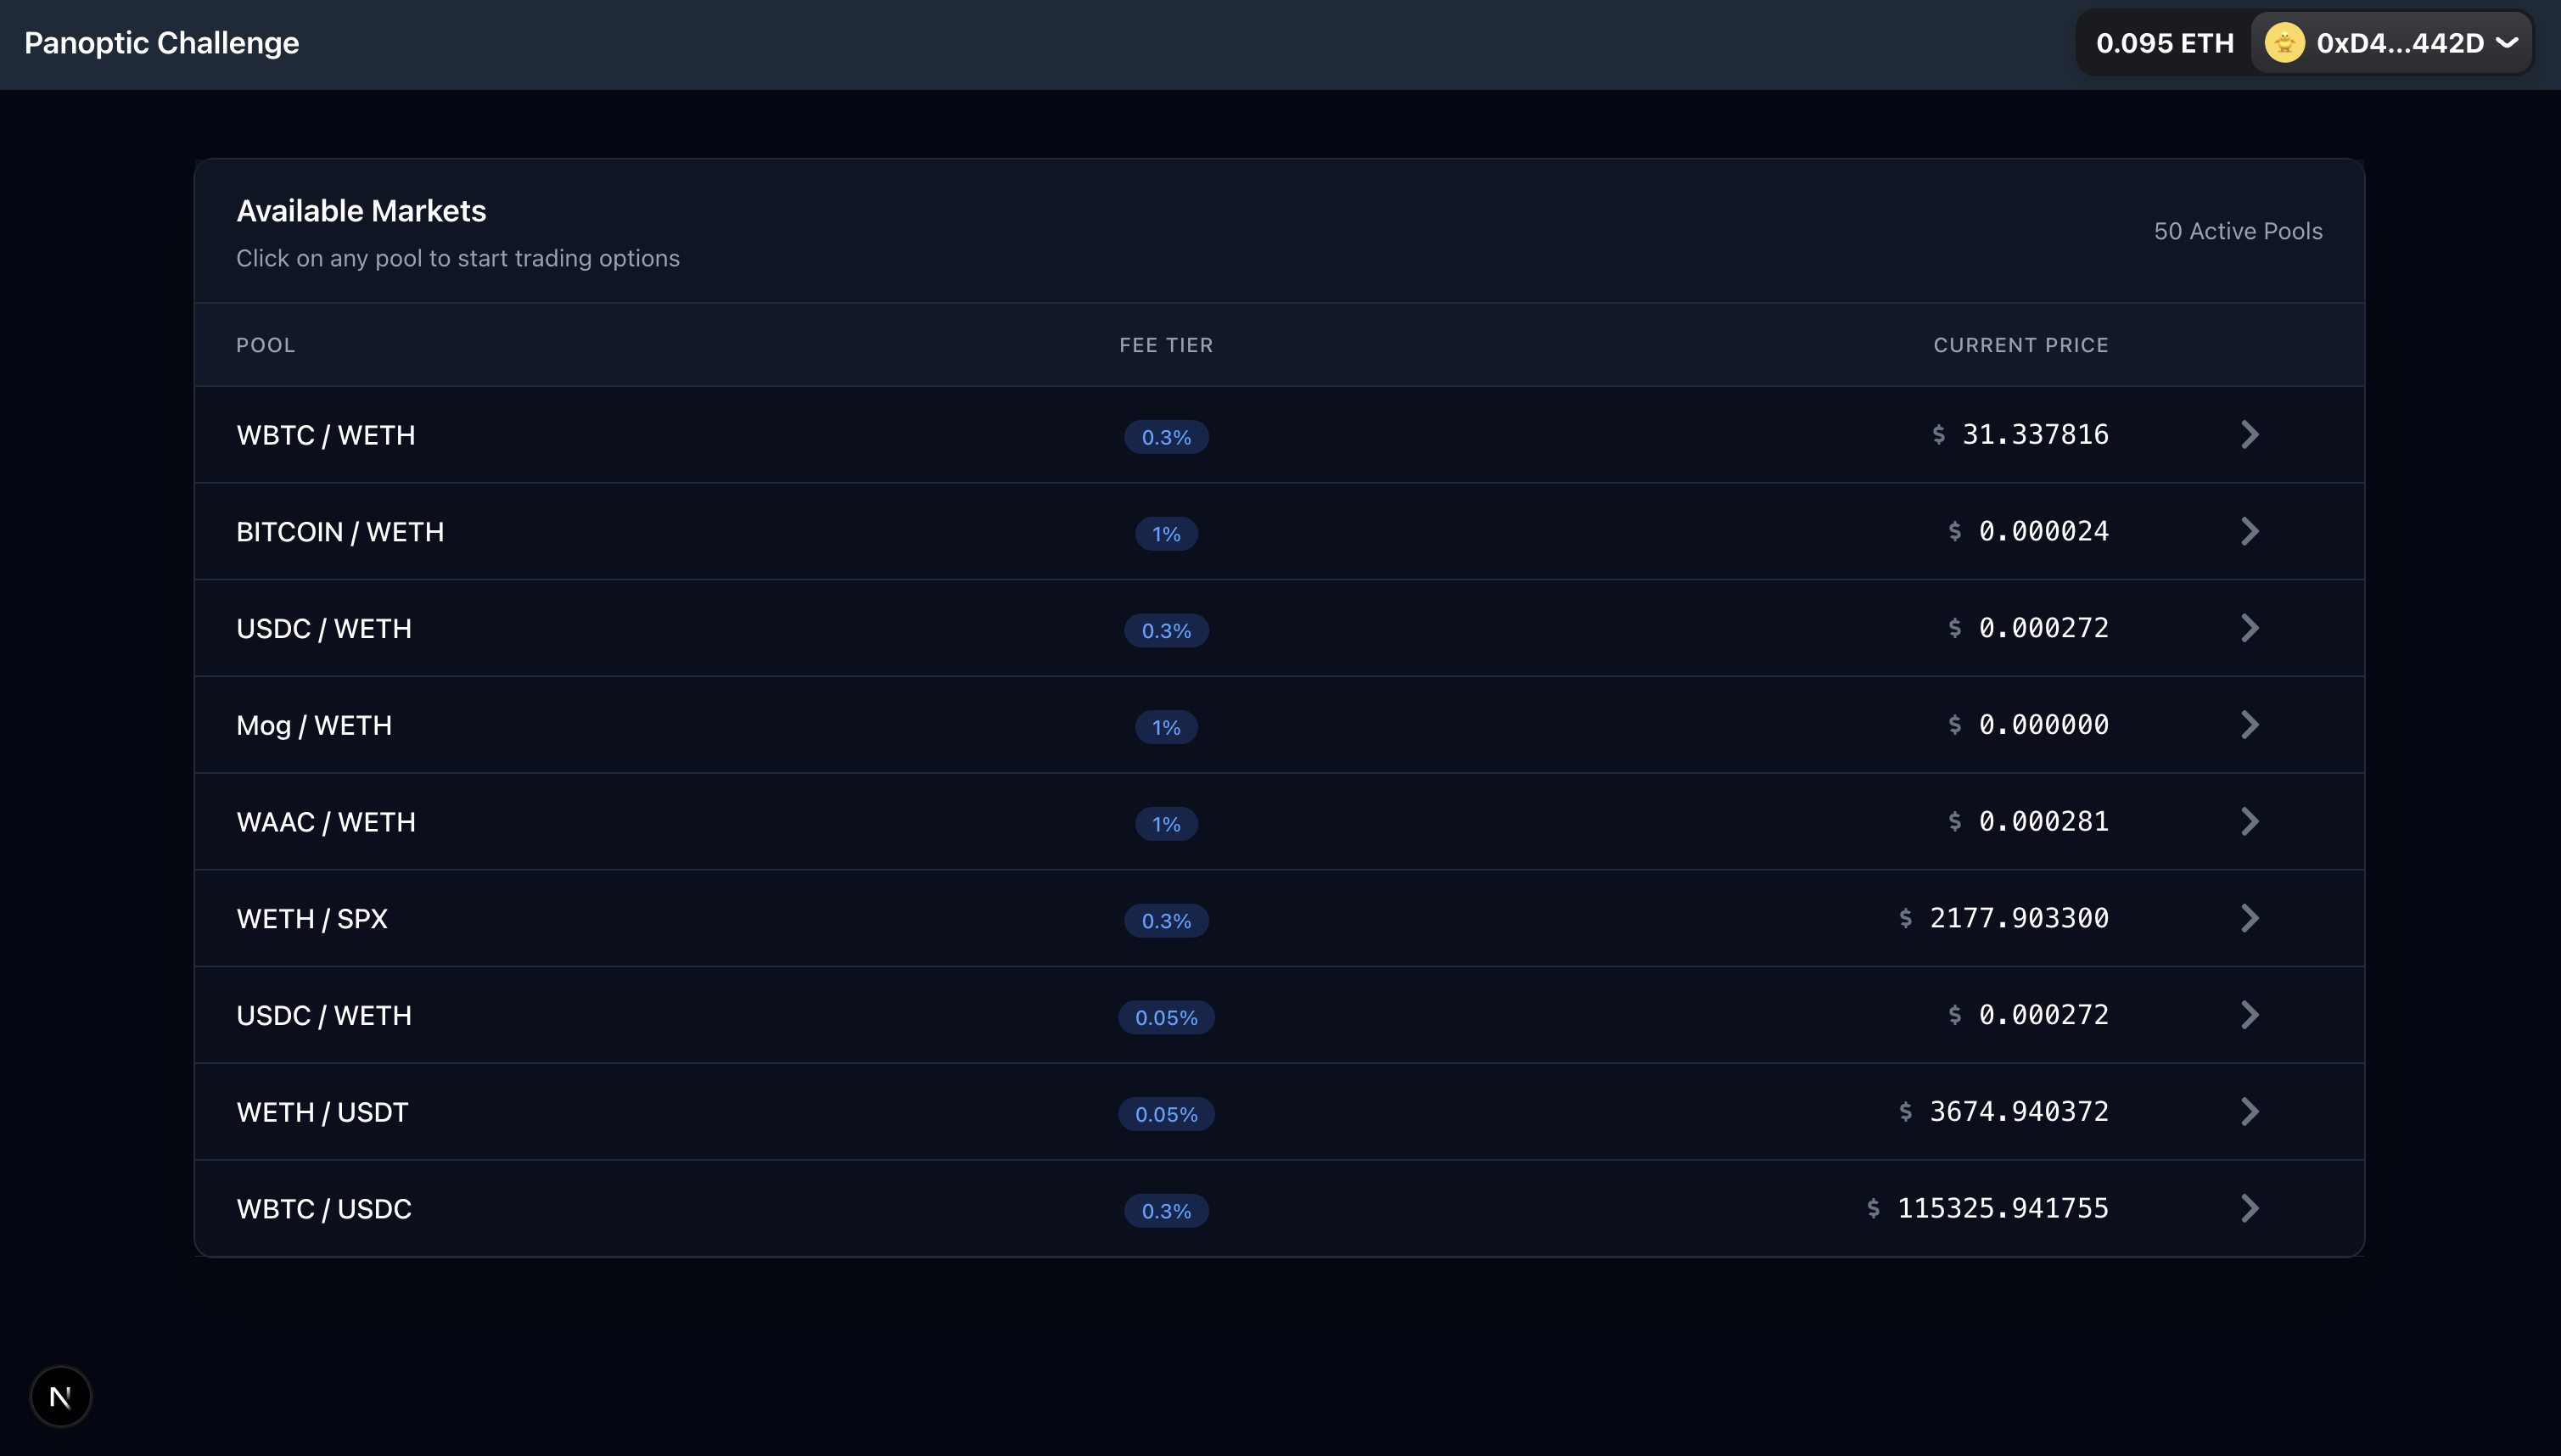 Panoptic Challenge
0.095 ETH
0xD4...442D
Available Markets
Click on any pool to start trading options
50 Active Pools
POOL FEE TIER CURRENT PRICE
WBTC / WETH 0.3% $ 31.337816
BITCOIN / WETH 1% $ 0.000024
USDC / WETH 0.3% $ 0.000272
Mog / WETH 1% $ 0.000000
WAAC / WETH 1% $ 0.000281
WETH / SPX 0.3% $ 2177.903300
USDC / WETH 0.05% $ 0.000272
WETH / USDT 0.05% $ 3674.940372
WBTC / USDC 0.3% $ 115325.941755
N